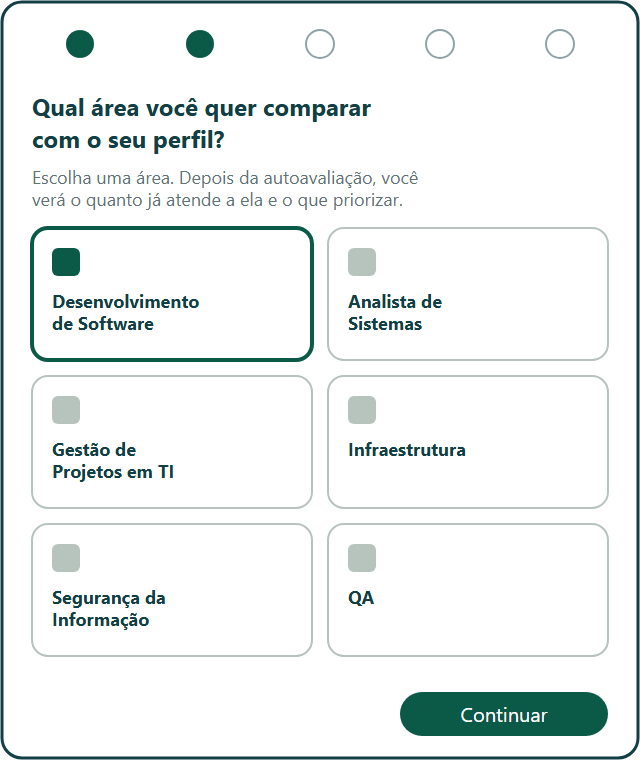 Qual área você quer comparar
com o seu perfil?
Escolha uma área. Depois da autoavaliação, você
verá o quanto já atende a ela e o que priorizar.
Desenvolvimento
de Software
Analista de
Sistemas
Gestão de
Projetos em TI
Infraestrutura
Segurança da
Informação
QA
Continuar